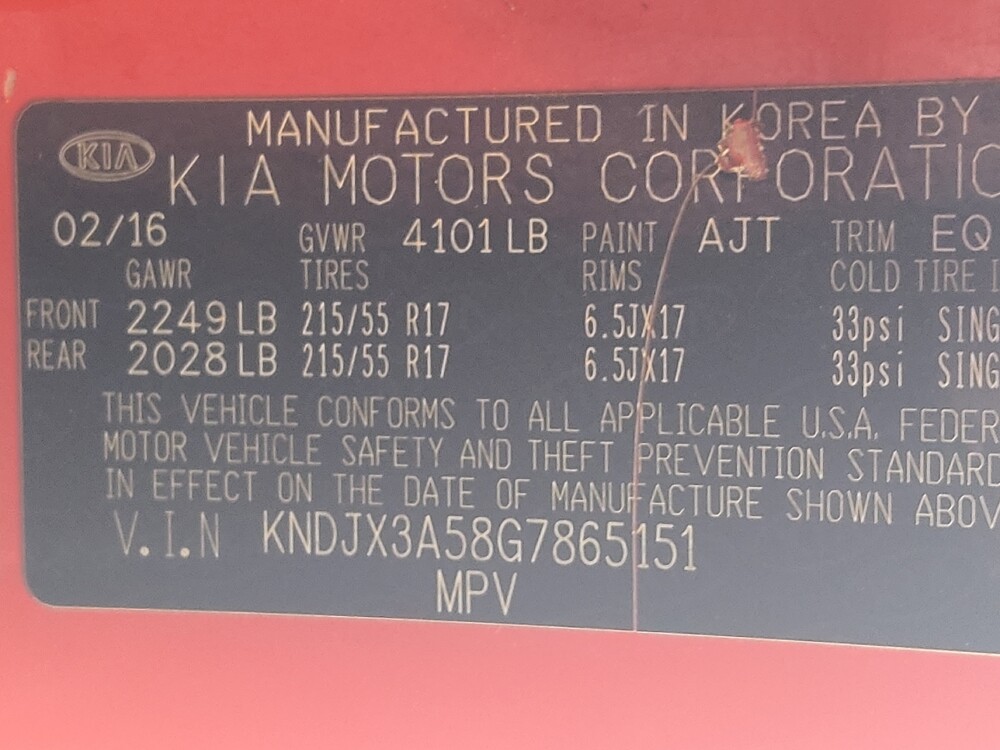 MANUFACTURED IN KOREA BY
KIA KIA MOTORS CORPORATIO
02/16 GVWR 4101 LB PAINT AJT TRIM EQ
GAWR TIRES RIMS COLD TIRE I
FRONT 2249 LB 215/55 R17 6.5JX17 33psi SING
REAR 2028 LB 215/55 R17 6.5JX17 33psi SING
THIS VEHICLE CONFORMS TO ALL APPLICABLE U.S.A. FEDER
MOTOR VEHICLE SAFETY AND THEFT PREVENTION STANDARD
IN EFFECT ON THE DATE OF MANUFACTURE SHOWN ABOV
V.I.N KNDJX3A58G7865151
MPV